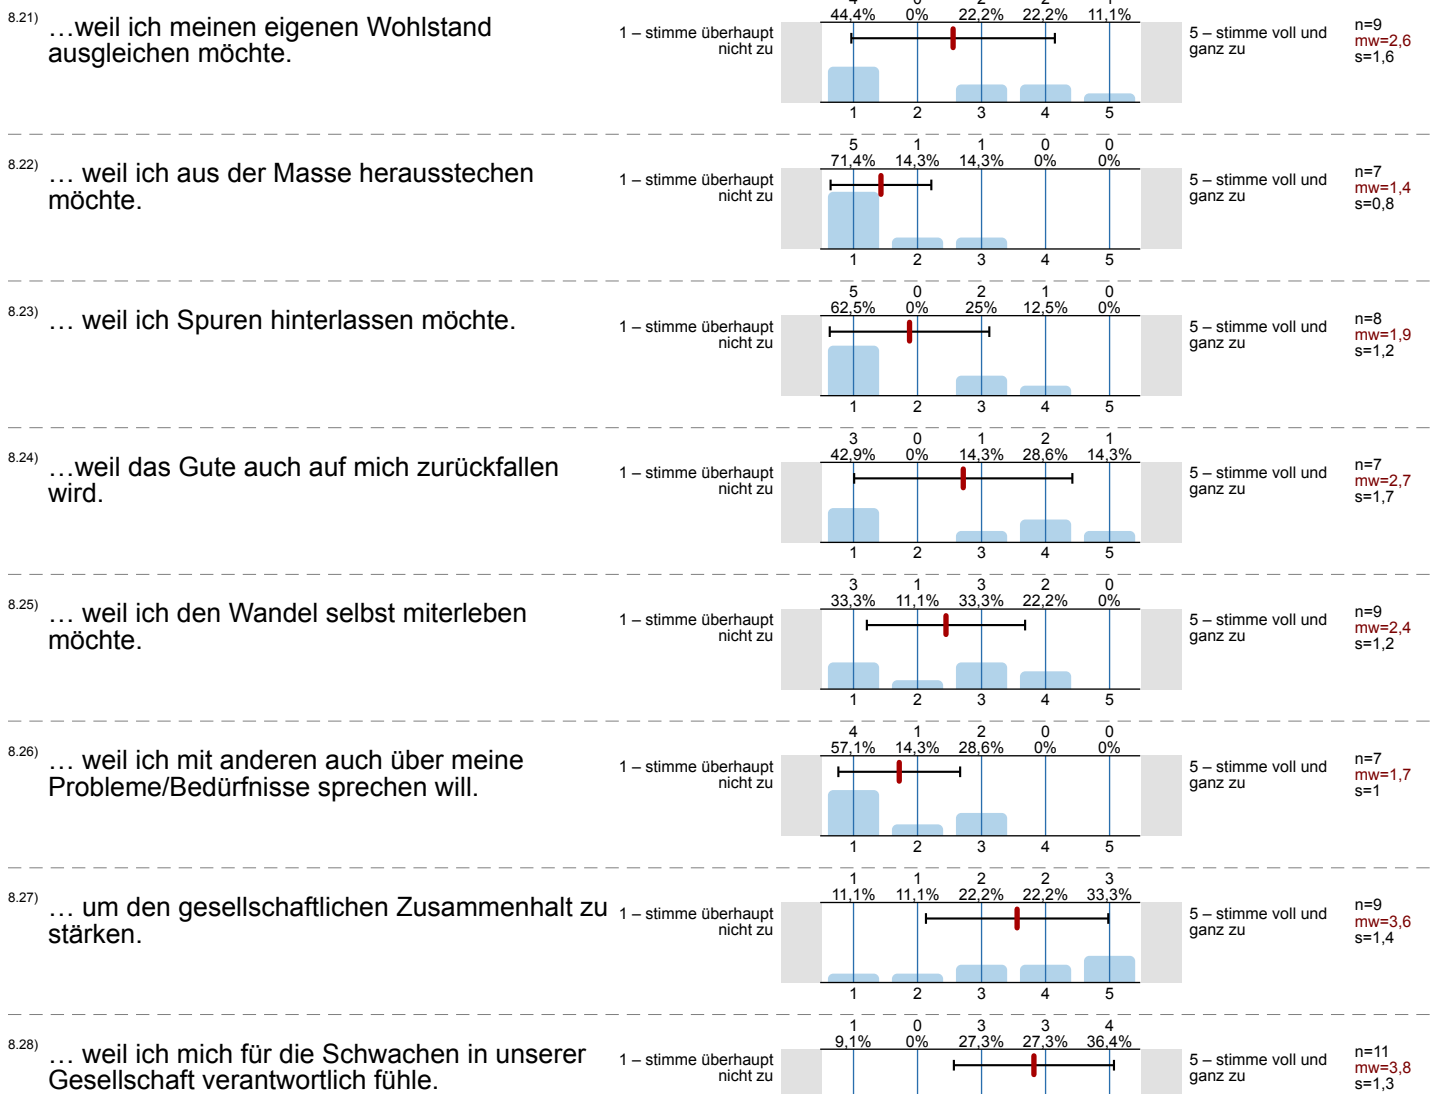 8.21) …weil ich meinen eigenen Wohlstand
ausgleichen möchte.
1 – stimme überhaupt
nicht zu
44,4% 0% 22,2% 22,2% 11,1%
1 2 3 4 5
5 – stimme voll und
ganz zu
n=9
mw=2,6
s=1,6
8.22) … weil ich aus der Masse herausstechen
möchte.
1 – stimme überhaupt
nicht zu
5 1 1 0 0
71,4% 14,3% 14,3% 0% 0%
1 2 3 4 5
5 – stimme voll und
ganz zu
n=7
mw=1,4
s=0,8
8.23) … weil ich Spuren hinterlassen möchte.
1 – stimme überhaupt
nicht zu
5 0 2 1 0
62,5% 0% 25% 12,5% 0%
1 2 3 4 5
5 – stimme voll und
ganz zu
n=8
mw=1,9
s=1,2
8.24) …weil das Gute auch auf mich zurückfallen
wird.
1 – stimme überhaupt
nicht zu
3 0 1 2 1
42,9% 0% 14,3% 28,6% 14,3%
1 2 3 4 5
5 – stimme voll und
ganz zu
n=7
mw=2,7
s=1,7
8.25) … weil ich den Wandel selbst miterleben
möchte.
1 – stimme überhaupt
nicht zu
3 1 3 2 0
33,3% 11,1% 33,3% 22,2% 0%
1 2 3 4 5
5 – stimme voll und
ganz zu
n=9
mw=2,4
s=1,2
8.26) … weil ich mit anderen auch über meine
Probleme/Bedürfnisse sprechen will.
1 – stimme überhaupt
nicht zu
4 1 2 0 0
57,1% 14,3% 28,6% 0% 0%
1 2 3 4 5
5 – stimme voll und
ganz zu
n=7
mw=1,7
s=1
8.27) … um den gesellschaftlichen Zusammenhalt zu
stärken.
1 – stimme überhaupt
nicht zu
1 1 2 2 3
11,1% 11,1% 22,2% 22,2% 33,3%
1 2 3 4 5
5 – stimme voll und
ganz zu
n=9
mw=3,6
s=1,4
8.28) … weil ich mich für die Schwachen in unserer
Gesellschaft verantwortlich fühle.
1 – stimme überhaupt
nicht zu
1 0 3 3 4
9,1% 0% 27,3% 27,3% 36,4%
5 – stimme voll und
ganz zu
n=11
mw=3,8
s=1,3